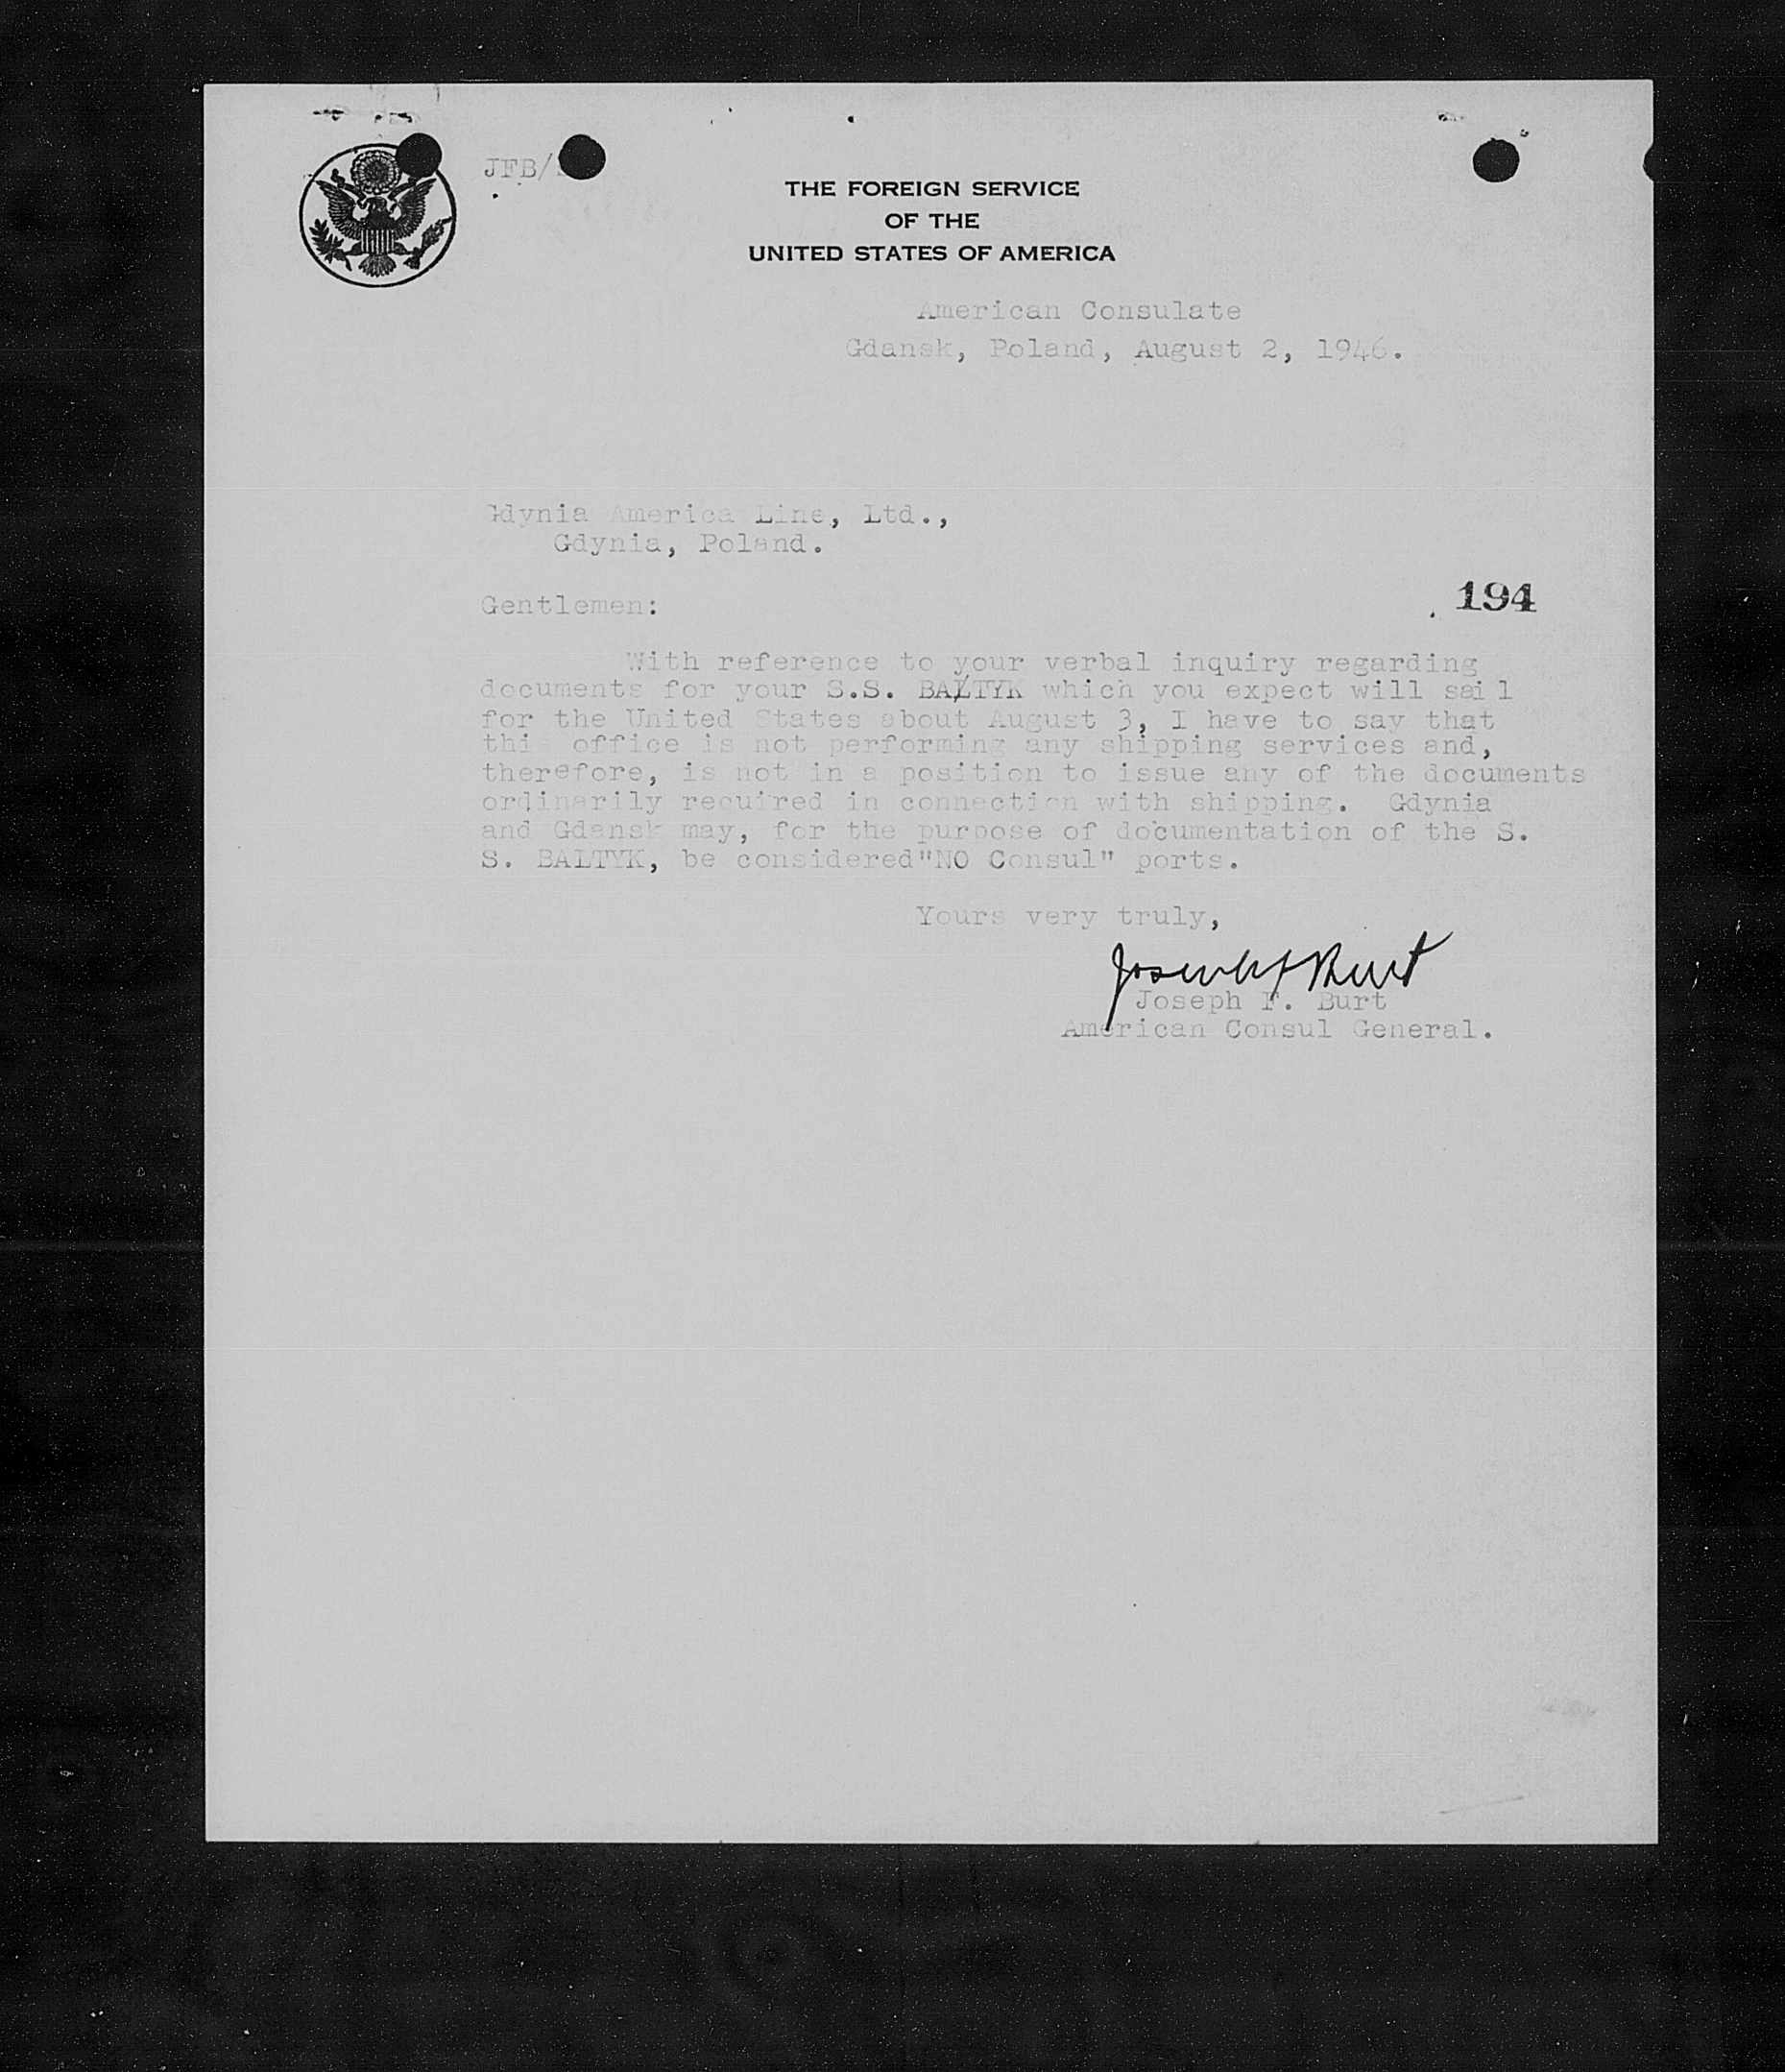 JFB/
THE FOREIGN SERVICE
OF THE
UNITED STATES OF AMERICA
American Consulate
Gdansk, Poland, August 2, 1946.
Gdynia America Line, Ltd.,
Gdynia, Poland.
Gentlemen:
194
With reference to your verbal inquiry regarding
documents for your S.S. BALTYK which you expect will sail
for the United States about August 3, I have to say that
this office is not performing any shipping services and,
therefore, is not in a position to issue any of the documents
ordinarily required in connection with shipping. Gdynia
and Gdansk may, for the purpose of documentation of the S.
S. BALTYK, be considered"NO Consul" ports.
Yours very truly,
Joseph F Burt
Joseph F. Burt
American Consul General.